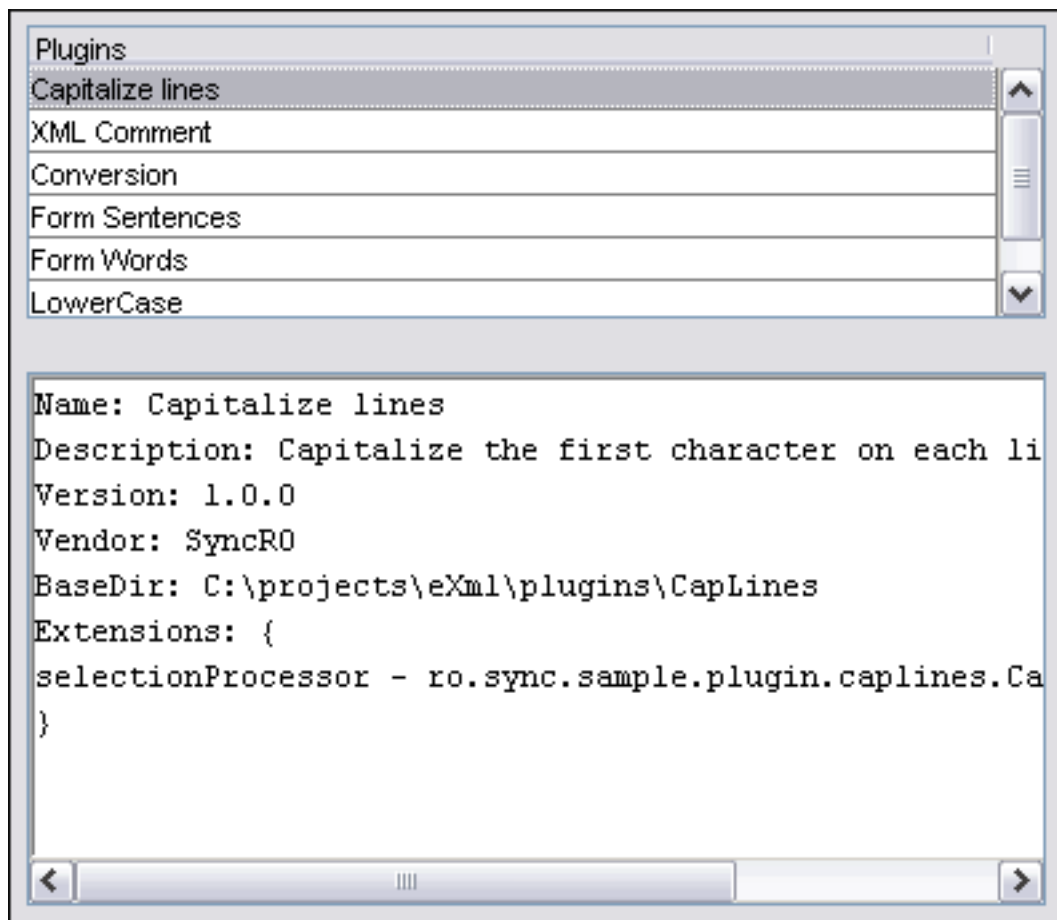 Plugins
Capitalize lines
XML Comment
Conversion
Form Sentences
Form Words
LowerCase
Name: Capitalize lines
Description: Capitalize the first character on each li
Version: 1.0.0
Vendor: SyncRO
BaseDir: C:\projects\eXml\plugins\CapLines
Extensions: {
selectionProcessor - ro.sync.sample.plugin.caplines.Ca
}